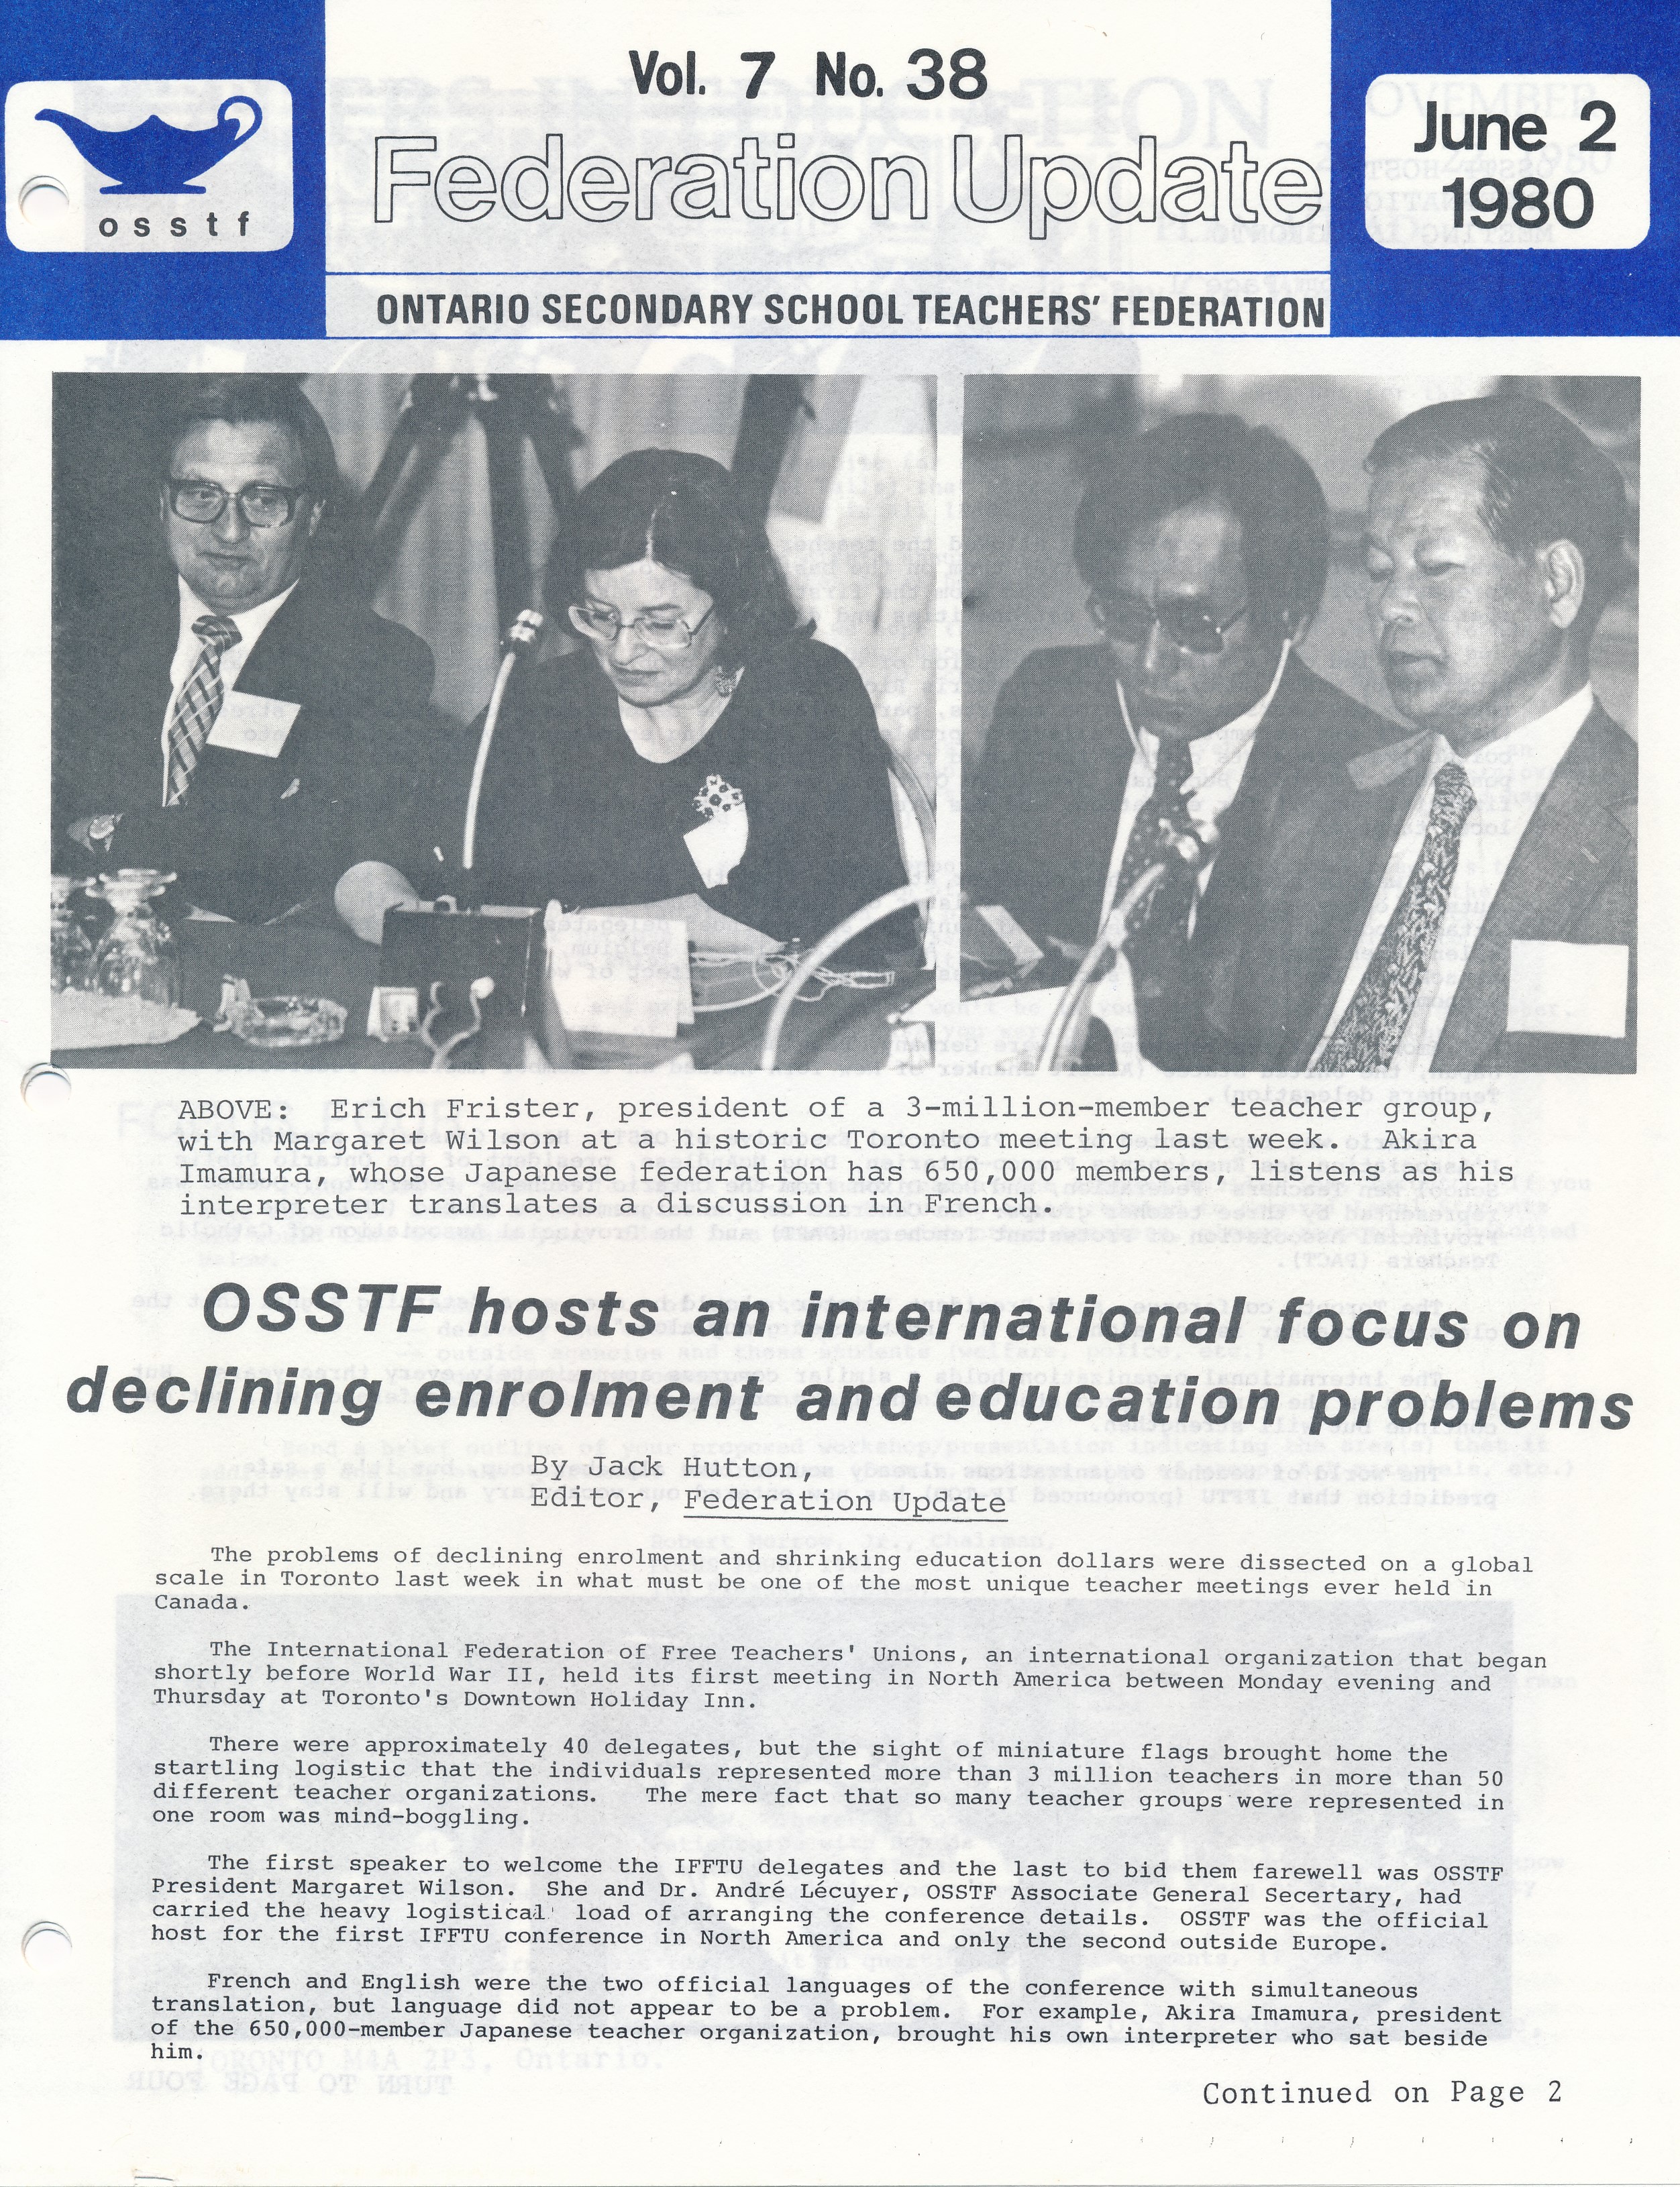 Vol. 7 No. 38
osstf
Federation Update
June 2
1980
ONTARIO SECONDARY SCHOOL TEACHERS' FEDERATION
ABOVE: Erich Frister, president of a 3-million-member teacher group,
with Margaret Wilson at a historic Toronto meeting last week. Akira
Imamura, whose Japanese federation has 650,000 members, listens as his
interpreter translates a discussion in French.
OSSTF hosts an international focus on
declining enrolment and education problems
By Jack Hutton,
Editor, Federation Update
The problems of declining enrolment and shrinking education dollars were dissected on a global
scale in Toronto last week in what must be one of the most unique teacher meetings ever held in
Canada.
The International Federation of Free Teachers' Unions, an international organization that began
shortly before World War II, held its first meeting in North America between Monday evening and
Thursday at Toronto's Downtown Holiday Inn.
There were approximately 40 delegates, but the sight of miniature flags brought home the
startling logistic that the individuals represented more than 3 million teachers in more than 50
different teacher organizations. The mere fact that so many teacher groups were represented in
one room was mind-boggling.
The first speaker to welcome the IFFTU delegates and the last to bid them farewell was OSSTF
President Margaret Wilson. She and Dr. André Lécuyer, OSSTF Associate General Secertary, had
carried the heavy logistical load of arranging the conference details. OSSTF was the official
host for the first IFFTU conference in North America and only the second outside Europe.
French and English were the two official languages of the conference with simultaneous
translation, but language did not appear to be a problem. For example, Akira Imamura, president
of the 650,000-member Japanese teacher organization, brought his own interpreter who sat beside
him.
Continued on Page 2